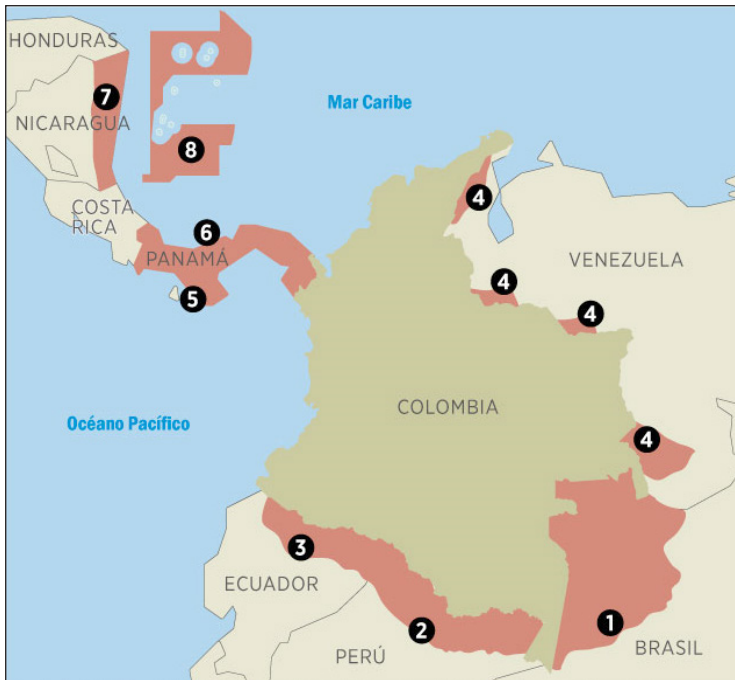 HONDURAS
8
7
Mar Caribe
NICARAGUA
8
COSTA
RICA
4
6
PANAMÁ
VENEZUELA
4
5
4
COLOMBIA
Océano Pacífico
4
3
ECUADOR
2
1
PERÚ
BRASIL